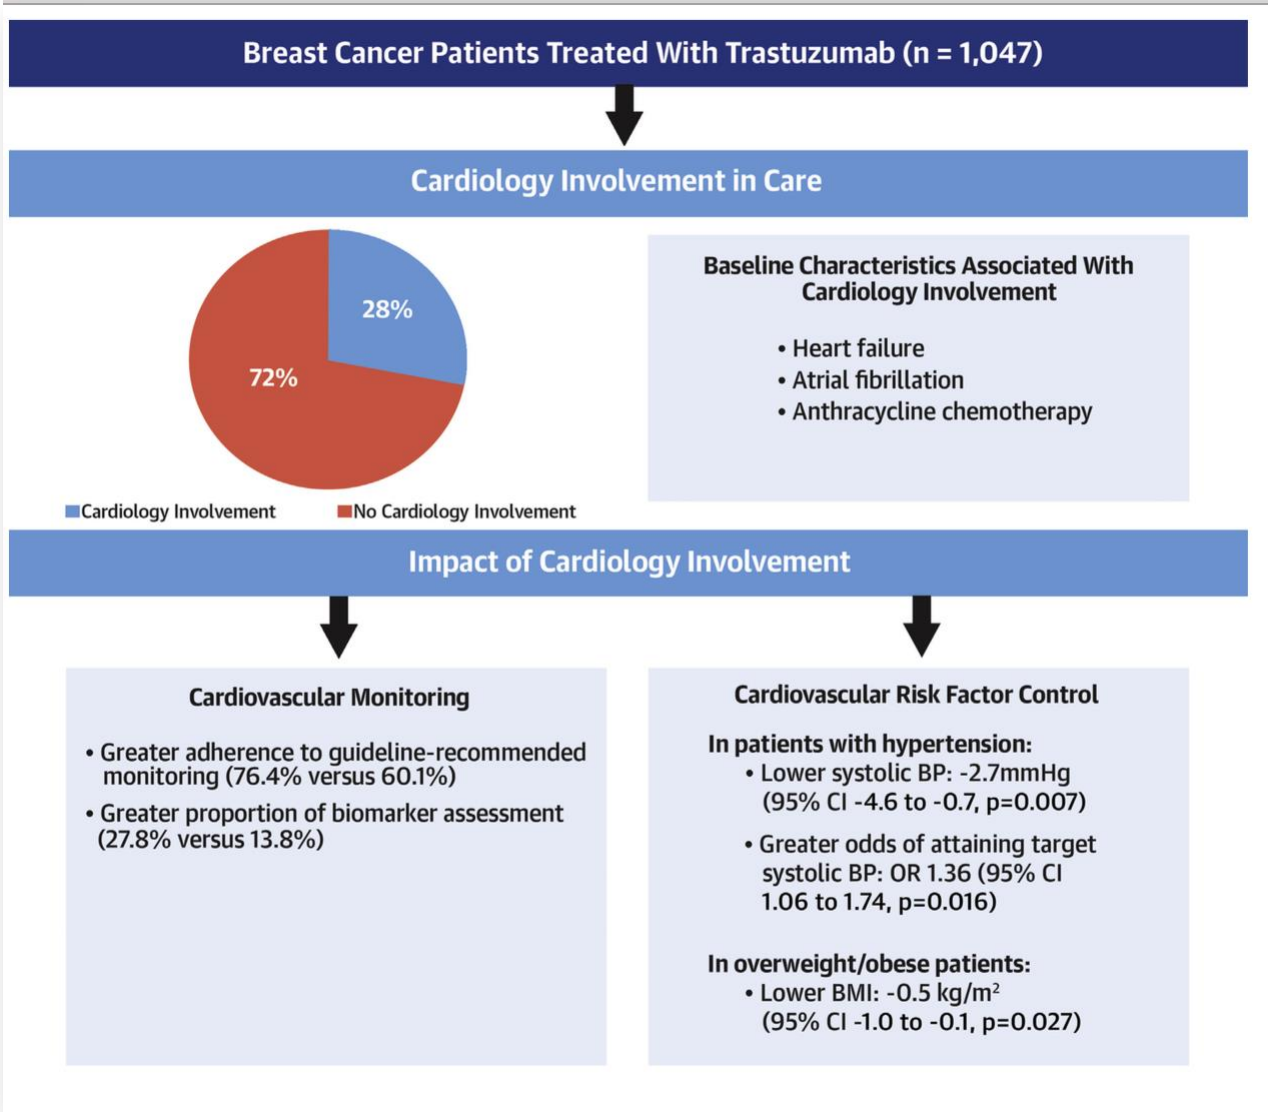 Breast Cancer Patients Treated With Trastuzumab (n = 1,047)
Cardiology Involvement in Care
28%
72%
Cardiology Involvement
No Cardiology Involvement
Baseline Characteristics Associated With
Cardiology Involvement
• Heart failure
• Atrial fibrillation
• Anthracycline chemotherapy
Impact of Cardiology Involvement
Cardiovascular Monitoring
• Greater adherence to guideline-recommended
monitoring (76.4% versus 60.1%)
• Greater proportion of biomarker assessment
(27.8% versus 13.8%)
Cardiovascular Risk Factor Control
In patients with hypertension:
• Lower systolic BP: -2.7mmHg
(95% CI -4.6 to -0.7, p=0.007)
• Greater odds of attaining target
systolic BP: OR 1.36 (95% CI
1.06 to 1.74, p=0.016)
In overweight/obese patients:
• Lower BMI: -0.5 kg/m²
(95% CI -1.0 to -0.1, p=0.027)